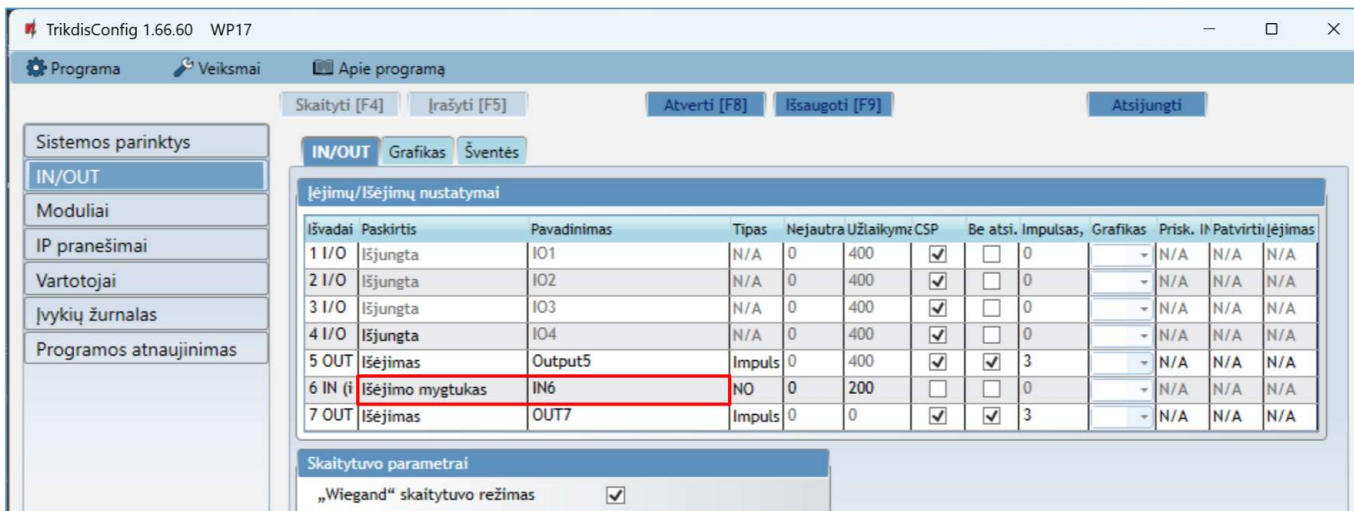 TrikdisConfig 1.66.60 WP17
Programa Veiksmai Apie programą
Skaityti [F4] Įrašyti [F5] Atverti [F8] Išsaugoti [F9] Atsijungti
Sistemos parinktys
IN/OUT
Moduliai
IP pranešimai
Vartotojai
Įvykių žurnalas
Programos atnaujinimas
IN/OUT Grafikas Šventės
Įėjimų/Išėjimų nustatymai
Išvadai Paskirtis Pavadinimas Tipas Nejautra Užlaikyma CSP Be atsi. Impulsas, Grafikas Prisk. IN Patvirtii Įėjimas
1 I/O Išjungta IO1 N/A 0 400 0 N/A N/A N/A
2 I/O Išjungta IO2 N/A 0 400 0 N/A N/A N/A
3 I/O Išjungta IO3 N/A 0 400 0 N/A N/A N/A
4 I/O Išjungta IO4 N/A 0 400 0 N/A N/A N/A
5 OUT Išėjimas Output5 Impuls 0 400 3 N/A N/A N/A
6 IN (i Išėjimo mygtukas IN6 NO 0 200 0 N/A N/A N/A
7 OUT Išėjimas OUT7 Impuls 0 0 3 N/A N/A N/A
Skaitytuvo parametrai
„Wiegand“ skaitytuvo režimas